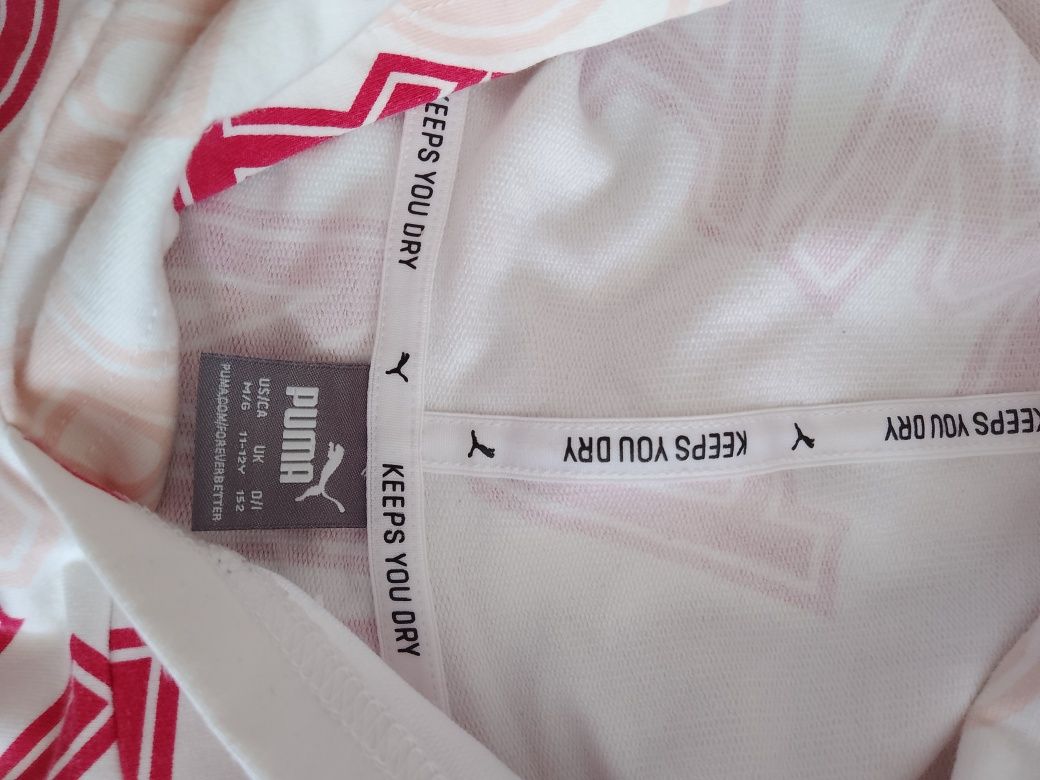 KEEPS YOU DRY
PUMA
US/CA UK D/I
M/G 11-12Y 152
PUMA.COM/FOREVERBETTER
KEEPS YOU DRY
KEEPS YOU DRY
KEEPS YOU DRY